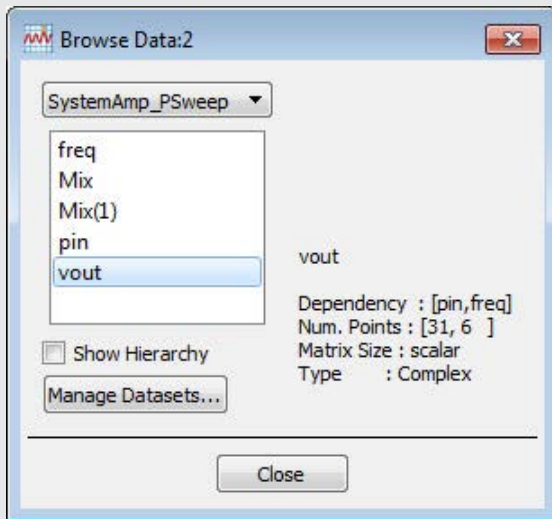 Browse Data:2
SystemAmp_PSweep
freq
Mix
Mix(1)
pin
vout
vout
Dependency : [pin,freq]
Num. Points : [31, 6 ]
Matrix Size : scalar
Type : Complex
Show Hierarchy
Manage Datasets...
Close